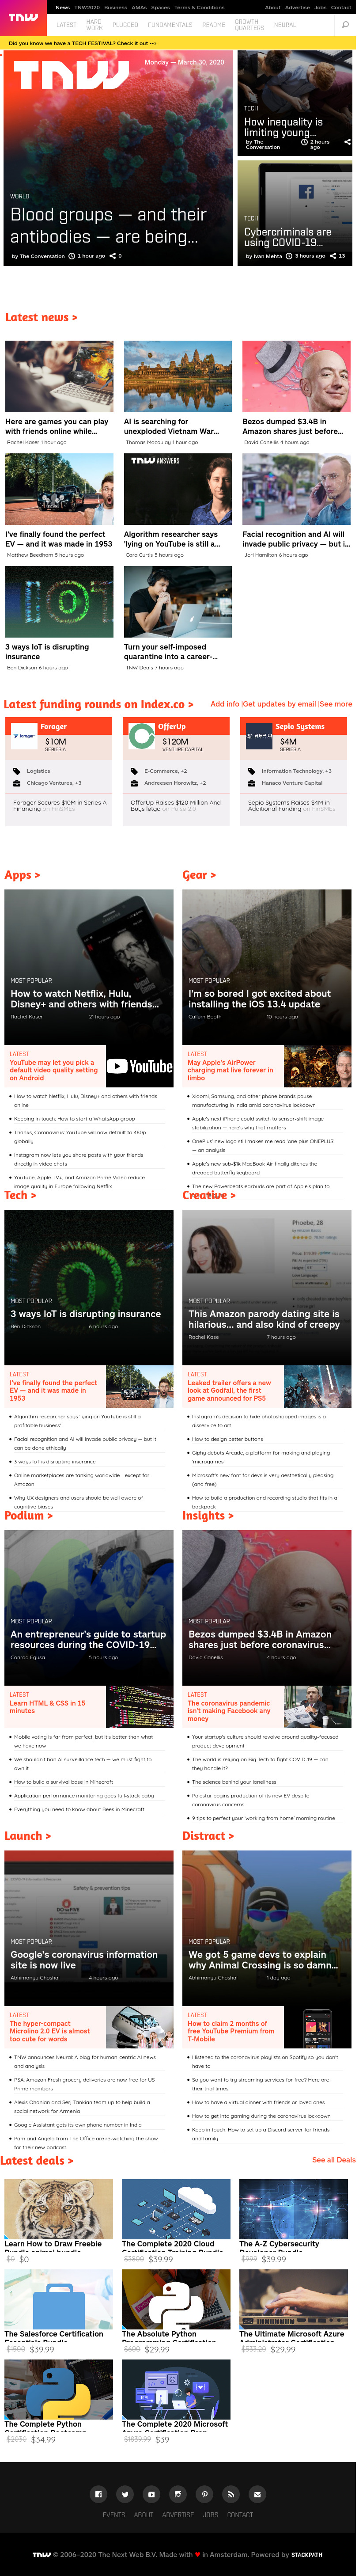 TNW
News TNW2020 Business AMAs Spaces Terms & Conditions About Advertise Jobs Contact
LATEST HARD WORK PLUGGED FUNDAMENTALS README GROWTH QUARTERS NEURAL
Did you know we have a TECH FESTIVAL? Check it out -->
TNW
Monday — March 30, 2020
WORLD
Blood groups — and their
antibodies — are being...
by The Conversation 1 hour ago 0
TECH
How inequality is
limiting young...
by The Conversation 2 hours ago
TECH
Cybercriminals are
using COVID-19...
by Ivan Mehta 3 hours ago 13
Latest news >
Here are games you can play
with friends online while...
Rachel Kaser 1 hour ago
AI is searching for
unexploded Vietnam War...
Thomas Macaulay 1 hour ago
Bezos dumped $3.4B in
Amazon shares just before...
David Canellis 4 hours ago
I've finally found the perfect
EV — and it was made in 1953
Matthew Beedham 5 hours ago
TNW ANSWERS
Algorithm researcher says
'lying on YouTube is still a...
Cara Curtis 5 hours ago
Facial recognition and AI will
invade public privacy — but i...
Jori Hamilton 6 hours ago
3 ways IoT is disrupting
insurance
Ben Dickson 6 hours ago
Turn your self-imposed
quarantine into a career-...
TNW Deals 7 hours ago
Latest funding rounds on Index.co >
Add info |Get updates by email |See more
Forager
$10M
SERIES A
Logistics
Chicago Ventures, +3
Forager Secures $10M in Series A
Financing on FinSMEs
OfferUp
$120M
VENTURE CAPITAL
E-Commerce, +2
Andreesen Horowitz, +2
OfferUp Raises $120 Million And
Buys letgo on Pulse 2.0
Sepio Systems
$4M
SERIES A
Information Technology, +3
Hanaco Venture Capital
Sepio Systems Raises $4M in
Additional Funding on FinSMEs
Apps >
MOST POPULAR
How to watch Netflix, Hulu,
Disney+ and others with friends...
Rachel Kaser 21 hours ago
LATEST
YouTube may let you pick a
default video quality setting
on Android
YouTube
How to watch Netflix, Hulu, Disney+ and others with friends
online
Keeping in touch: How to start a WhatsApp group
Thanks, Coronavirus: YouTube will now default to 480p
globally
Instagram now lets you share posts with your friends
directly in video chats
YouTube, Apple TV+, and Amazon Prime Video reduce
image quality in Europe following Netflix
Gear >
MOST POPULAR
I'm so bored I got excited about
installing the iOS 13.4 update
Callum Booth 10 hours ago
LATEST
May Apple's AirPower
charging mat live forever in
limbo
Xiaomi, Samsung, and other phone brands pause
manufacturing in India amid coronavirus lockdown
Apple's next iPhone could switch to sensor-shift image
stabilization — here's why that matters
OnePlus' new logo still makes me read 'one plus ONEPLUS'
— an analysis
Apple's new sub-$1k MacBook Air finally ditches the
dreaded butterfly keyboard
The new Powerbeats earbuds are part of Apple's plan to
Tech >
MOST POPULAR
3 ways IoT is disrupting insurance
Ben Dickson 6 hours ago
LATEST
I've finally found the perfect
EV — and it was made in
1953
Algorithm researcher says 'lying on YouTube is still a
profitable business'
Facial recognition and AI will invade public privacy — but it
can be done ethically
3 ways IoT is disrupting insurance
Online marketplaces are tanking worldwide - except for
Amazon
Why UX designers and users should be well aware of
cognitive biases
Creative >
Phoebe, 28
MOST POPULAR
This Amazon parody dating site is
hilarious... and also kind of creepy
Rachel Kaser 7 hours ago
LATEST
Leaked trailer offers a new
look at Godfall, the first
game announced for PS5
Instagram's decision to hide photoshopped images is a
disservice to art
How to design better buttons
Giphy debuts Arcade, a platform for making and playing
'microgames'
Microsoft's new font for devs is very aesthetically pleasing
(and free)
How to build a production and recording studio that fits in a
backpack
Podium >
MOST POPULAR
An entrepreneur's guide to startup
resources during the COVID-19...
Conrad Egusa 5 hours ago
LATEST
Learn HTML & CSS in 15
minutes
Mobile voting is far from perfect, but it's better than what
we have now
We shouldn't ban AI surveillance tech — we must fight to
own it
How to build a survival base in Minecraft
Application performance monitoring goes full-stack baby
Everything you need to know about Bees in Minecraft
Insights >
MOST POPULAR
Bezos dumped $3.4B in Amazon
shares just before coronavirus...
David Canellis 4 hours ago
LATEST
The coronavirus pandemic
isn't making Facebook any
money
Your startup's culture should revolve around quality-focused
product development
The world is relying on Big Tech to fight COVID-19 — can
they handle it?
The science behind your loneliness
Polestar begins production of its new EV despite
coronavirus concerns
9 tips to perfect your 'working from home' morning routine
Launch >
Safety & prevention tips
DO THE FIVE
MOST POPULAR
Google's coronavirus information
site is now live
Abhimanyu Ghoshal 4 hours ago
LATEST
The hyper-compact
Microlino 2.0 EV is almost
too cute for words
TNW announces Neural: A blog for human-centric AI news
and analysis
PSA: Amazon Fresh grocery deliveries are now free for US
Prime members
Alexis Ohanian and Serj Tankian team up to help build a
social network for Armenia
Google Assistant gets its own phone number in India
Pam and Angela from The Office are re-watching the show
for their new podcast
Distract >
MOST POPULAR
We got 5 game devs to explain
why Animal Crossing is so damn...
Abhimanyu Ghoshal 1 day ago
LATEST
How to claim 2 months of
free YouTube Premium from
T-Mobile
I listened to the coronavirus playlists on Spotify so you don't
have to
So you want to try streaming services for free? Here are
their trial times
How to have a virtual dinner with friends or loved ones
How to get into gaming during the coronavirus lockdown
Keep in touch: How to set up a Discord server for friends
and family
Latest deals >
See all Deals
Learn How to Draw Freebie
$0 $0
The Complete 2020 Cloud
Certification Training Bundle
$3800 $39.99
The A-Z Cybersecurity
Developer Bundle
$999 $39.99
The Salesforce Certification
Essentials Bundle
$1500 $39.99
The Absolute Python
Programming Certification
$600 $29.99
The Ultimate Microsoft Azure
Administrator Certification
$533.20 $29.99
The Complete Python
Certification Bootcamp
$2030 $34.99
The Complete 2020 Microsoft
Azure Certification Prep
$1839.99 $39
EVENTS ABOUT ADVERTISE JOBS CONTACT
TNW © 2006–2020 The Next Web B.V. Made with ♥ in Amsterdam. Powered by STACKPATH